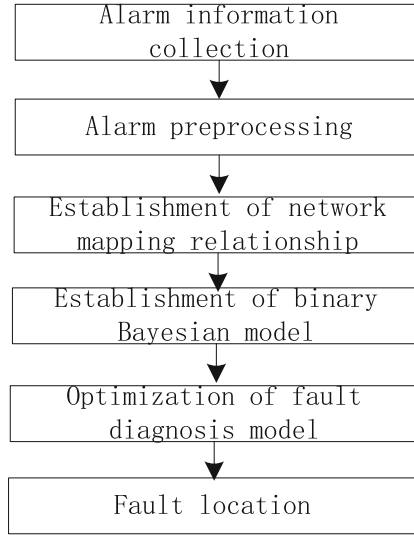 Alarm information
collection
Alarm preprocessing
Establishment of network
mapping relationship
Establishment of binary
Bayesian model
Optimization of fault
diagnosis model
Fault location